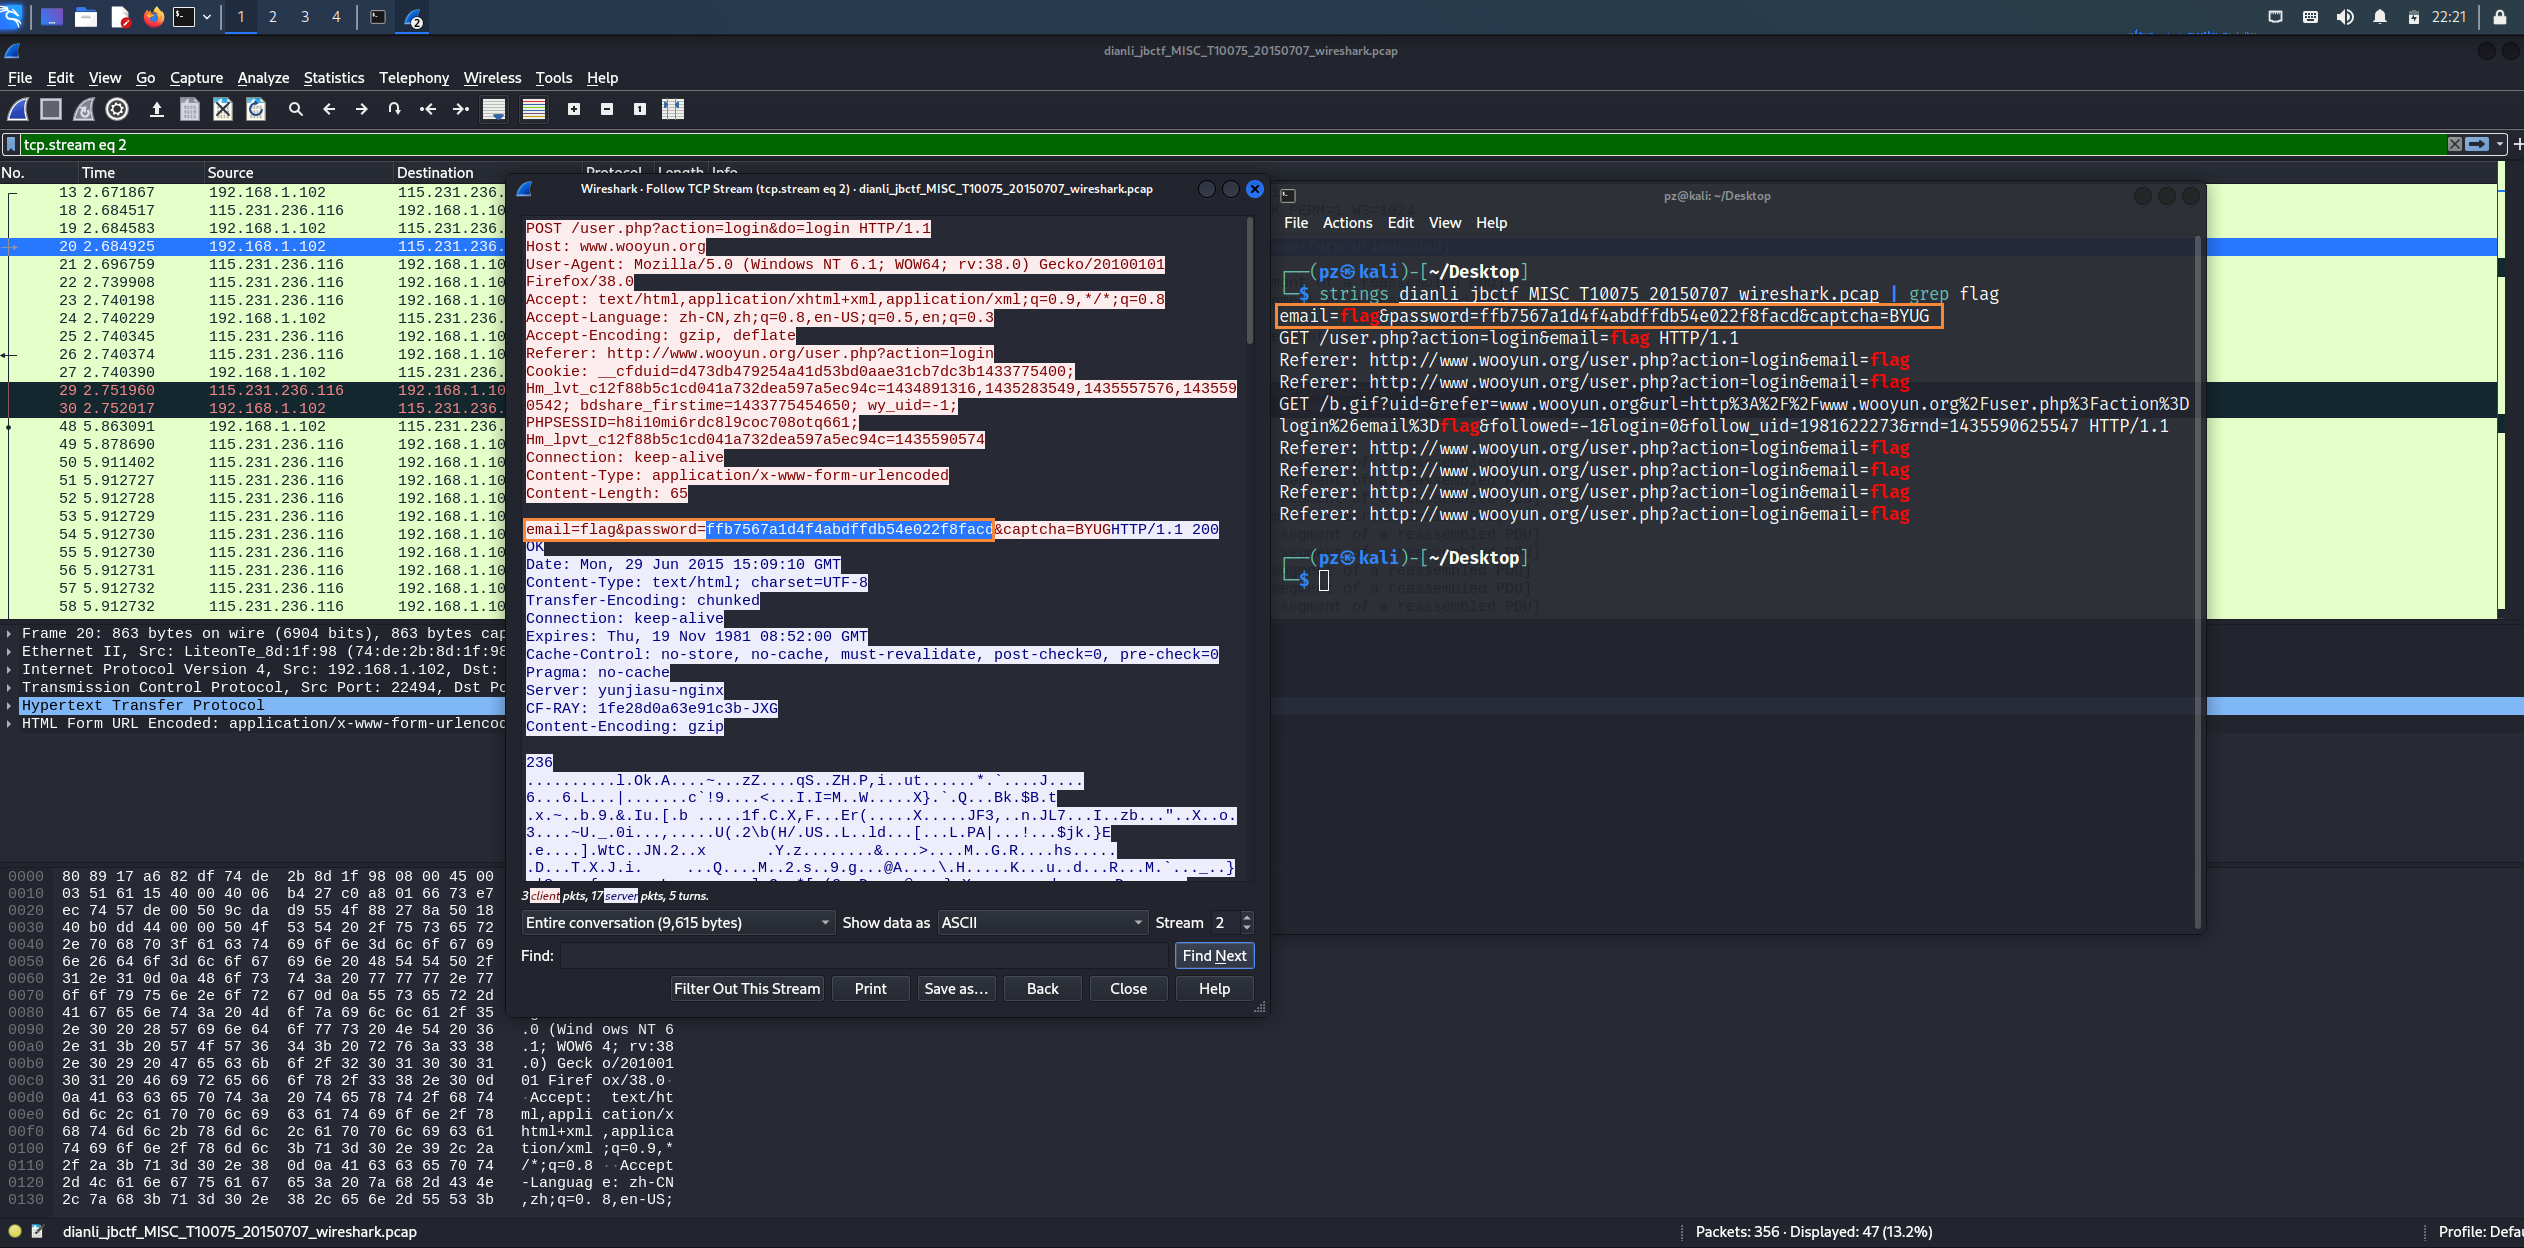 1 2 3 4 2 22:21
dianli_jbctf_MISC_T10075_20150707_wireshark.pcap
File Edit View Go Capture Analyze Statistics Telephony Wireless Tools Help
tcp.stream eq 2
No. Time Source Destination Protocol Length Info
13 2.671867 192.168.1.102 115.231.236.
18 2.684517 115.231.236.116 192.168.1.10
19 2.684583 192.168.1.102 115.231.236.
20 2.684925 192.168.1.102 115.231.236.
21 2.696759 115.231.236.116 192.168.1.10
22 2.739908 115.231.236.116 192.168.1.10
23 2.740198 115.231.236.116 192.168.1.10
24 2.740229 192.168.1.102 115.231.236.
25 2.740345 115.231.236.116 192.168.1.10
26 2.740374 115.231.236.116 192.168.1.10
27 2.740390 192.168.1.102 115.231.236.
29 2.751960 115.231.236.116 192.168.1.10
30 2.752017 192.168.1.102 115.231.236.
48 5.863091 192.168.1.102 115.231.236.
49 5.878690 115.231.236.116 192.168.1.10
50 5.911402 115.231.236.116 192.168.1.10
51 5.912727 115.231.236.116 192.168.1.10
52 5.912728 115.231.236.116 192.168.1.10
53 5.912729 115.231.236.116 192.168.1.10
54 5.912730 115.231.236.116 192.168.1.10
55 5.912730 115.231.236.116 192.168.1.10
56 5.912731 115.231.236.116 192.168.1.10
57 5.912732 115.231.236.116 192.168.1.10
58 5.912732 115.231.236.116 192.168.1.10
Frame 20: 863 bytes on wire (6904 bits), 863 bytes cap
Ethernet II, Src: LiteonTe_8d:1f:98 (74:de:2b:8d:1f:98
Internet Protocol Version 4, Src: 192.168.1.102, Dst:
Transmission Control Protocol, Src Port: 22494, Dst Po
Hypertext Transfer Protocol
HTML Form URL Encoded: application/x-www-form-urlencod
0000 80 89 17 a6 82 df 74 de 2b 8d 1f 98 08 00 45 00
0010 03 51 61 15 40 00 40 06 b4 27 c0 a8 01 66 73 e7
0020 ec 74 57 de 00 50 9c da d9 55 4f 88 27 8a 50 18
0030 40 b0 dd 44 00 00 50 4f 53 54 20 2f 75 73 65 72
0040 2e 70 68 70 3f 61 63 74 69 6f 6e 3d 6c 6f 67 69
0050 6e 26 64 6f 3d 6c 6f 67 69 6e 20 48 54 54 50 2f
0060 31 2e 31 0d 0a 48 6f 73 74 3a 20 77 77 77 2e 77
0070 6f 6f 79 75 6e 2e 6f 72 67 0d 0a 55 73 65 72 2d
0080 41 67 65 6e 74 3a 20 4d 6f 7a 69 6c 6c 61 2f 35
0090 2e 30 20 28 57 69 6e 64 6f 77 73 20 4e 54 20 36 .0 (Wind ows NT 6
00a0 2e 31 3b 20 57 4f 57 36 34 3b 20 72 76 3a 33 38 .1; WOW6 4; rv:38
00b0 2e 30 29 20 47 65 63 6b 6f 2f 32 30 31 30 30 31 .0) Geck o/201001
00c0 30 31 20 46 69 72 65 66 6f 78 2f 33 38 2e 30 0d 01 Firef ox/38.0·
00d0 0a 41 63 63 65 70 74 3a 20 74 65 78 74 2f 68 74 ·Accept: text/ht
00e0 6d 6c 2c 61 70 70 6c 69 63 61 74 69 6f 6e 2f 78 ml,appli cation/x
00f0 68 74 6d 6c 2b 78 6d 6c 2c 61 70 70 6c 69 63 61 html+xml ,applica
0100 74 69 6f 6e 2f 78 6d 6c 3b 71 3d 30 2e 39 2c 2a tion/xml ;q=0.9,*
0110 2f 2a 3b 71 3d 30 2e 38 0d 0a 41 63 63 65 70 74 /*;q=0.8 ··Accept
0120 2d 4c 61 6e 67 75 61 67 65 3a 20 7a 68 2d 43 4e -Languag e: zh-CN
0130 2c 7a 68 3b 71 3d 30 2e 38 2c 65 6e 2d 55 53 3b ,zh;q=0. 8,en-US;
Wireshark · Follow TCP Stream (tcp.stream eq 2) · dianli_jbctf_MISC_T10075_20150707_wireshark.pcap
POST /user.php?action=login&do=login HTTP/1.1
Host: www.wooyun.org
User-Agent: Mozilla/5.0 (Windows NT 6.1; WOW64; rv:38.0) Gecko/20100101
Firefox/38.0
Accept: text/html,application/xhtml+xml,application/xml;q=0.9,*/*;q=0.8
Accept-Language: zh-CN,zh;q=0.8,en-US;q=0.5,en;q=0.3
Accept-Encoding: gzip, deflate
Referer: http://www.wooyun.org/user.php?action=login
Cookie: __cfduid=d473db479254a41d53bd0aae31cb7dc3b1433775400;
Hm_lvt_c12f88b5c1cd041a732dea597a5ec94c=1434891316,1435283549,1435557576,143559
0542; bdshare_firstime=1433775454650; wy_uid=-1;
PHPSESSID=h8i10mi6rdc8l9coc708otq661;
Hm_lpvt_c12f88b5c1cd041a732dea597a5ec94c=1435590574
Connection: keep-alive
Content-Type: application/x-www-form-urlencoded
Content-Length: 65
email=flag&password=ffb7567a1d4f4abdffdb54e022f8facd&captcha=BYUGHTTP/1.1 200
OK
Date: Mon, 29 Jun 2015 15:09:10 GMT
Content-Type: text/html; charset=UTF-8
Transfer-Encoding: chunked
Connection: keep-alive
Expires: Thu, 19 Nov 1981 08:52:00 GMT
Cache-Control: no-store, no-cache, must-revalidate, post-check=0, pre-check=0
Pragma: no-cache
Server: yunjiasu-nginx
CF-RAY: 1fe28d0a63e91c3b-JXG
Content-Encoding: gzip
236
..........l.Ok.A....~...zZ....qS..ZH.P,i..ut......*.`....J....
6...6.L...|.......c`!9....<...I.I=M..W.....X}.`.Q...Bk.$B.t
.x.~..b.9.&.Iu.[.b .....1f.C.X,F...Er(.....X.....JF3,..n.JL7...I..zb..."..X..o.
3....~U._.0i...,.....U(.2\b(H/.US..L..ld...[...L.PA|...!...$jk.}E
.e....].WtC..JN.2..x .Y.z........&....>....M..G.R....hs.....
.D...T.X.J.i. ...Q....M..2.s..9.g...@A....\.H.....K...u..d...R...M.`..._..}
3 client pkts, 17 server pkts, 5 turns.
Entire conversation (9,615 bytes) Show data as ASCII Stream 2
Find: Find Next
Filter Out This Stream Print Save as… Back Close Help
pz@kali: ~/Desktop
File Actions Edit View Help
┌──(pz㉿kali)-[~/Desktop]
└─$ strings dianli_jbctf_MISC_T10075_20150707_wireshark.pcap | grep flag
email=flag&password=ffb7567a1d4f4abdffdb54e022f8facd&captcha=BYUG
GET /user.php?action=login&email=flag HTTP/1.1
Referer: http://www.wooyun.org/user.php?action=login&email=flag
Referer: http://www.wooyun.org/user.php?action=login&email=flag
GET /b.gif?uid=&refer=www.wooyun.org&url=http%3A%2F%2Fwww.wooyun.org%2Fuser.php%3Faction%3D
login%26email%3Dflag&followed=-1&login=0&follow_uid=1981622273&rnd=1435590625547 HTTP/1.1
Referer: http://www.wooyun.org/user.php?action=login&email=flag
Referer: http://www.wooyun.org/user.php?action=login&email=flag
Referer: http://www.wooyun.org/user.php?action=login&email=flag
Referer: http://www.wooyun.org/user.php?action=login&email=flag
┌──(pz㉿kali)-[~/Desktop]
└─$
dianli_jbctf_MISC_T10075_20150707_wireshark.pcap Packets: 356 · Displayed: 47 (13.2%) Profile: Defau